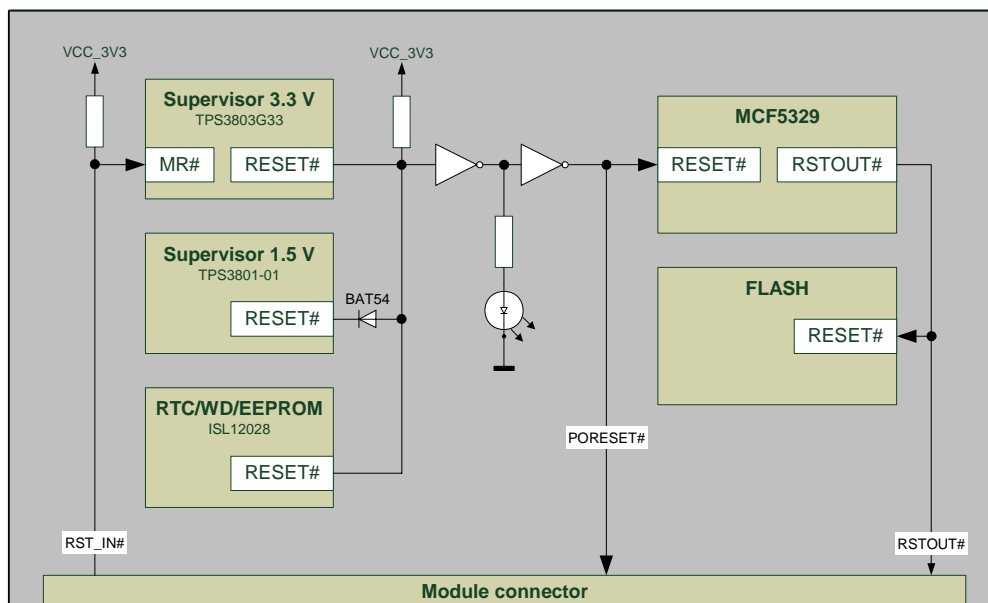 VCC_3V3
VCC_3V3
Supervisor 3.3 V
TPS3803G33
MR#
RESET#
MCF5329
RESET#
RSTOUT#
Supervisor 1.5 V
TPS3801-01
RESET#
BAT54
FLASH
RESET#
RTC/WD/EEPROM
ISL12028
RESET#
PORESET#
RST_IN#
RSTOUT#
Module connector